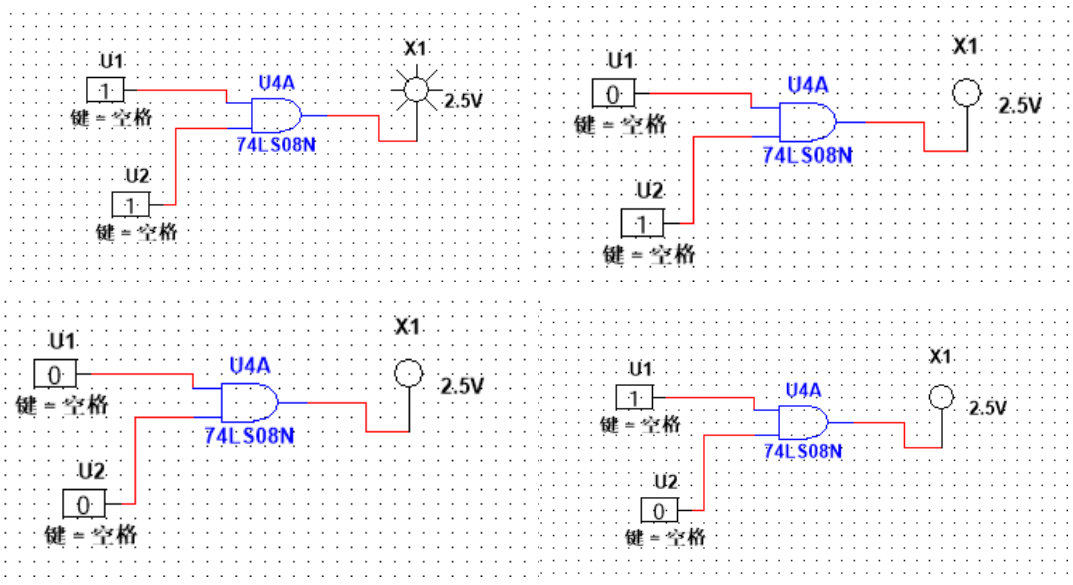 U1
X1
1
U4A
2.5V
键 = 空格
74LS08N
U2
1
键 = 空格
U1
X1
0
U4A
2.5V
键 = 空格
74LS08N
U2
1
键 = 空格
U1
X1
0
U4A
2.5V
键 = 空格
74LS08N
U2
0
键 = 空格
U1
X1
1
U4A
2.5V
键 = 空格
74LS08N
U2
0
键 = 空格